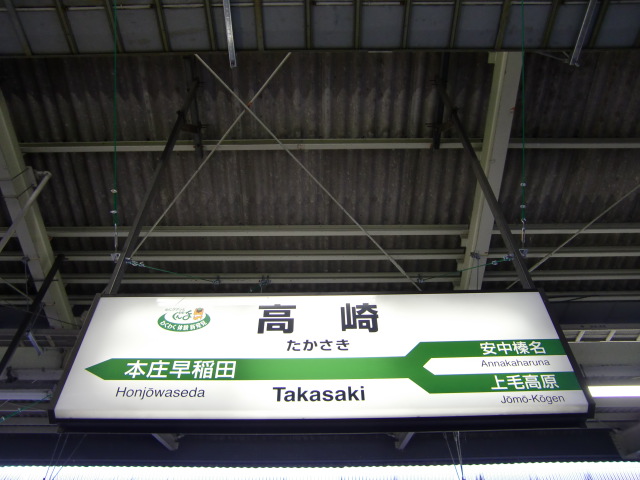 高崎
たかさき
Takasaki
本庄早稲田
Honjōwaseda
安中榛名
Annakaharuna
上毛高原
Jōmō-Kōgen